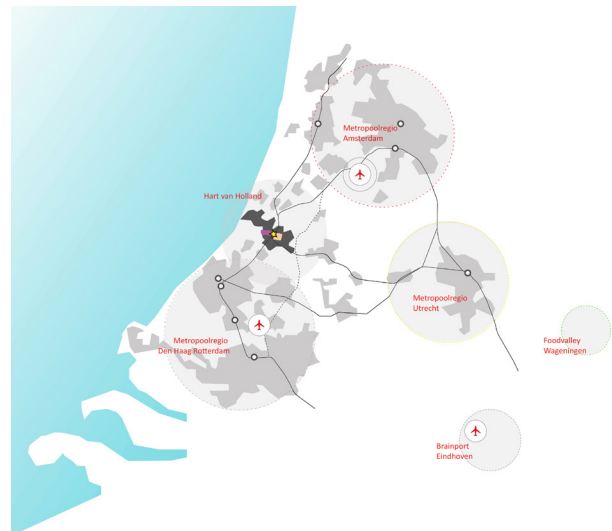 Metropoolregio
Amsterdam
Hart van Holland
Metropoolregio
Utrecht
Metropoolregio
Den Haag Rotterdam
Foodvalley
Wageningen
Brainport
Eindhoven